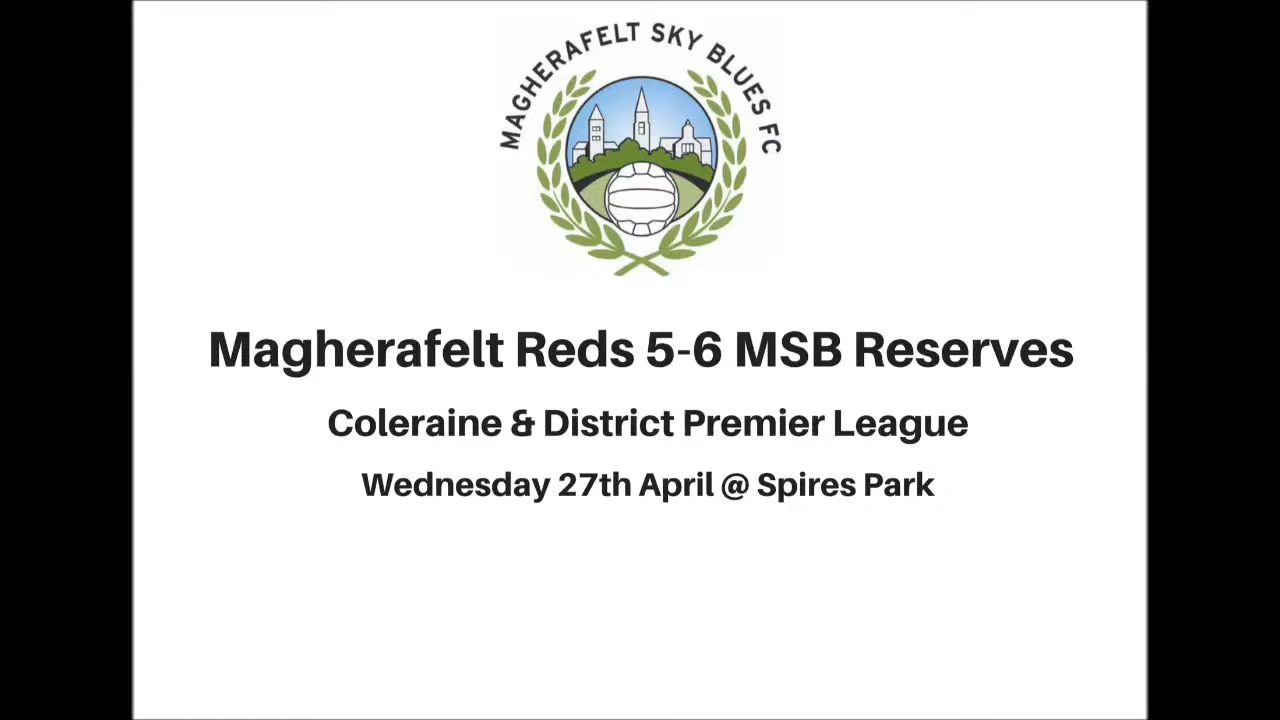 MAGHERAFELT SKY BLUES FC
Magherafelt Reds 5-6 MSB Reserves
Coleraine & District Premier League
Wednesday 27th April @ Spires Park